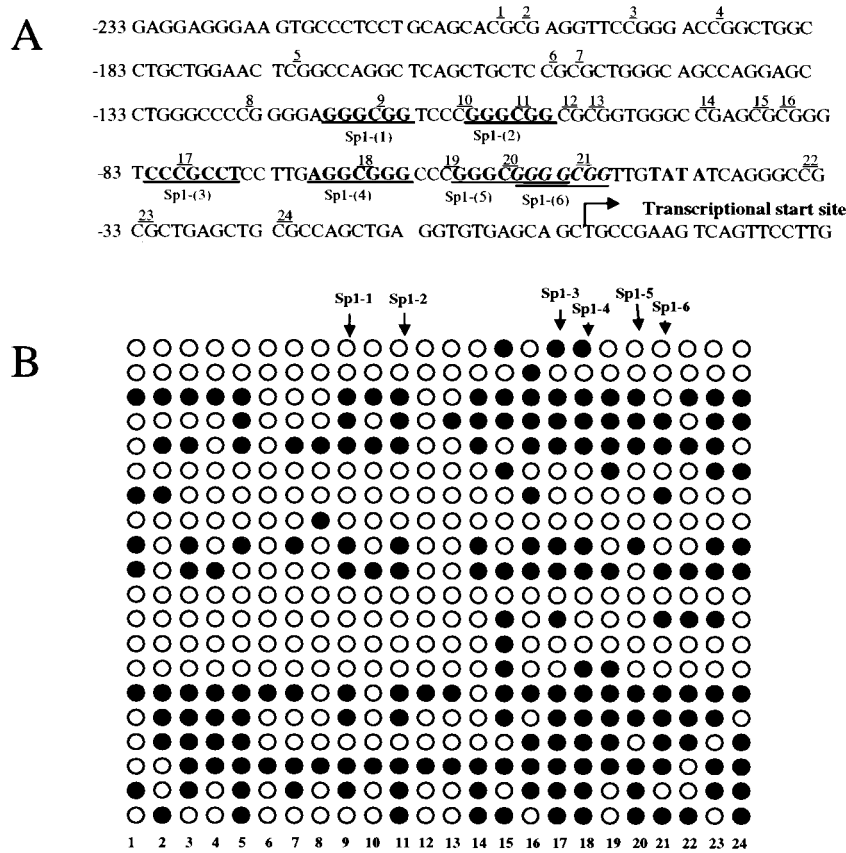 A
1 2 3 4
-233 GAGGAGGGAA GTGCCCTCCT GCAGCACGCG AGGTTCCGGG ACCGGCTGGC
5 6 7
-183 CTGCTGGAAC TCGGCCAGGC TCAGCTGCTC CGCGCTGGGC AGCCAGGAGC
8 9 10 11 12 13 14 15 16
-133 CTGGGCCCCG GGGAGGGCGG TCCCGGGCGG CGCGGTGGGC CGAGCGCGGG
Sp1-(1) Sp1-(2)
17 18 19 20 21 22
-83 TCCCGCCTCC TTGAGGCGGG CCCGGGCGGGGCGGTTGTATATCAGGGCCG
Sp1-(3) Sp1-(4) Sp1-(5) Sp1-(6)
Transcriptional start site
23 24
-33 CGCTGAGCTG CGCCAGCTGA GGTGTGAGCA GCTGCCGAAG TCAGTTCCTTG
B
Sp1-1 Sp1-2 Sp1-3 Sp1-4 Sp1-5 Sp1-6
1 2 3 4 5 6 7 8 9 10 11 12 13 14 15 16 17 18 19 20 21 22 23 24